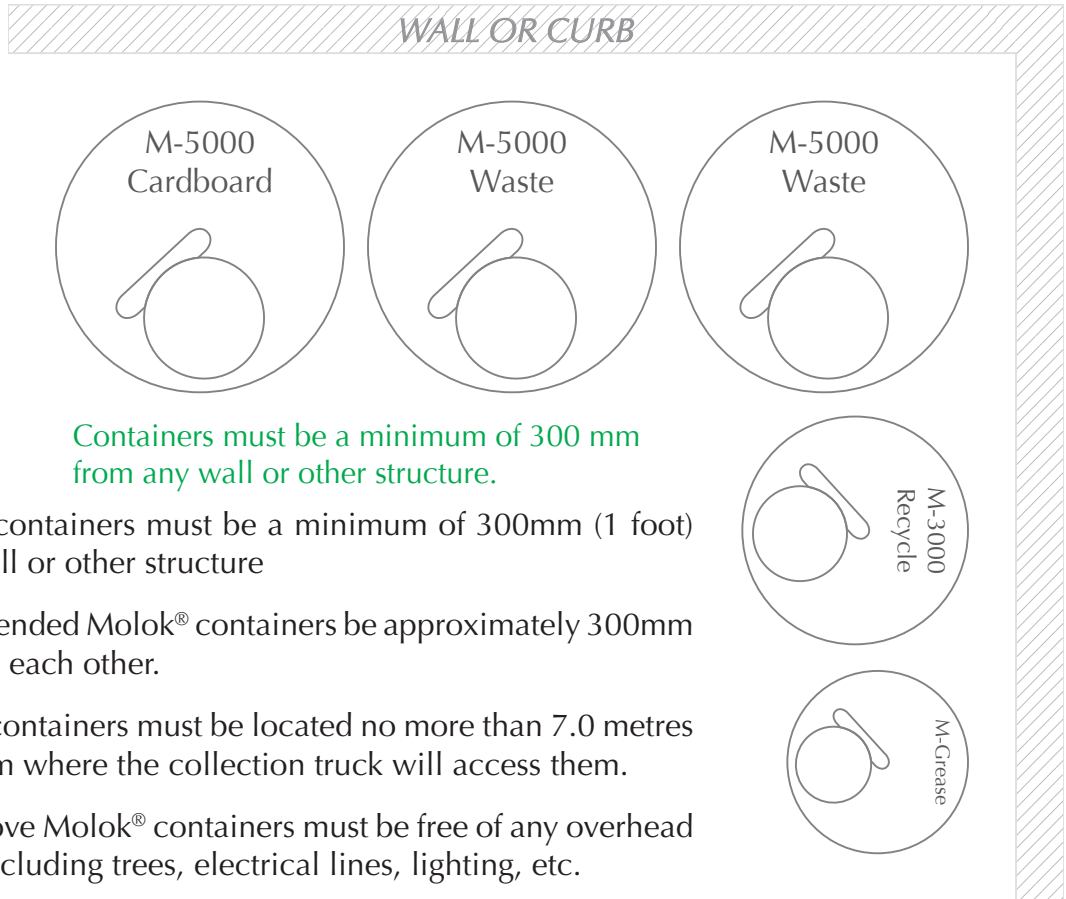 WALL OR CURB
M-5000
Cardboard
M-5000
Waste
M-5000
Waste
Containers must be a minimum of 300 mm
from any wall or other structure.
containers must be a minimum of 300mm (1 foot)
ll or other structure
ended Molok® containers be approximately 300mm
each other.
containers must be located no more than 7.0 metres
m where the collection truck will access them.
ove Molok® containers must be free of any overhead
cluding trees, electrical lines, lighting, etc.
M-3000
Recycle
M-Grease